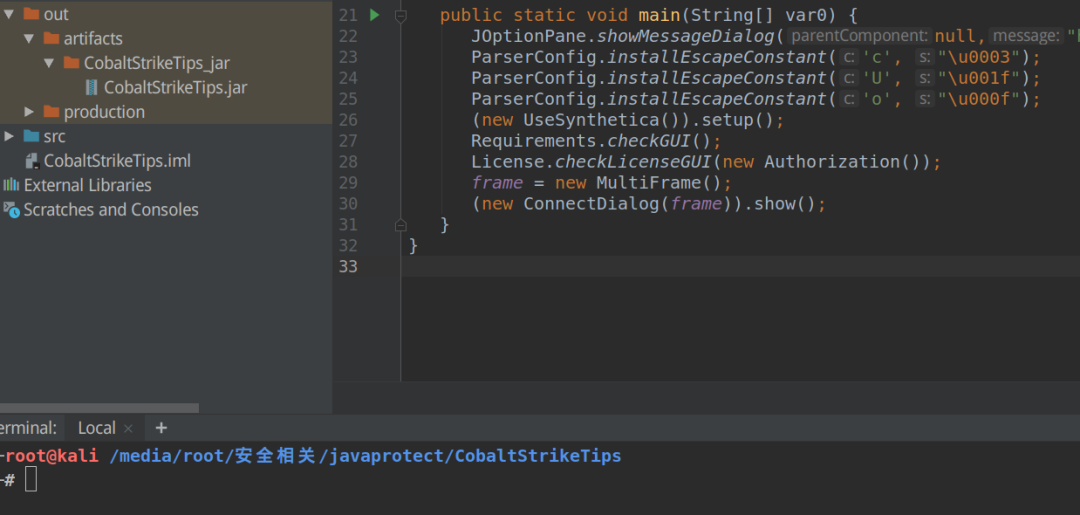 out
artifacts
CobaltStrikeTips_jar
CobaltStrikeTips.jar
production
src
CobaltStrikeTips.iml
External Libraries
Scratches and Consoles
21 public static void main(String[] var0) {
22 JOptionPane.showMessageDialog( parentComponent: null, message: "
23 ParserConfig.installEscapeConstant( c: 'c', s: "\u0003");
24 ParserConfig.installEscapeConstant( c: 'U', s: "\u001f");
25 ParserConfig.installEscapeConstant( c: 'o', s: "\u000f");
26 (new UseSynthetica()).setup();
27 Requirements.checkGUI();
28 License.checkLicenseGUI(new Authorization());
29 frame = new MultiFrame();
30 (new ConnectDialog(frame)).show();
31 }
32 }
33
erminal: Local × +
root@kali /media/root/安全相关/javaprotect/CobaltStrikeTips
#